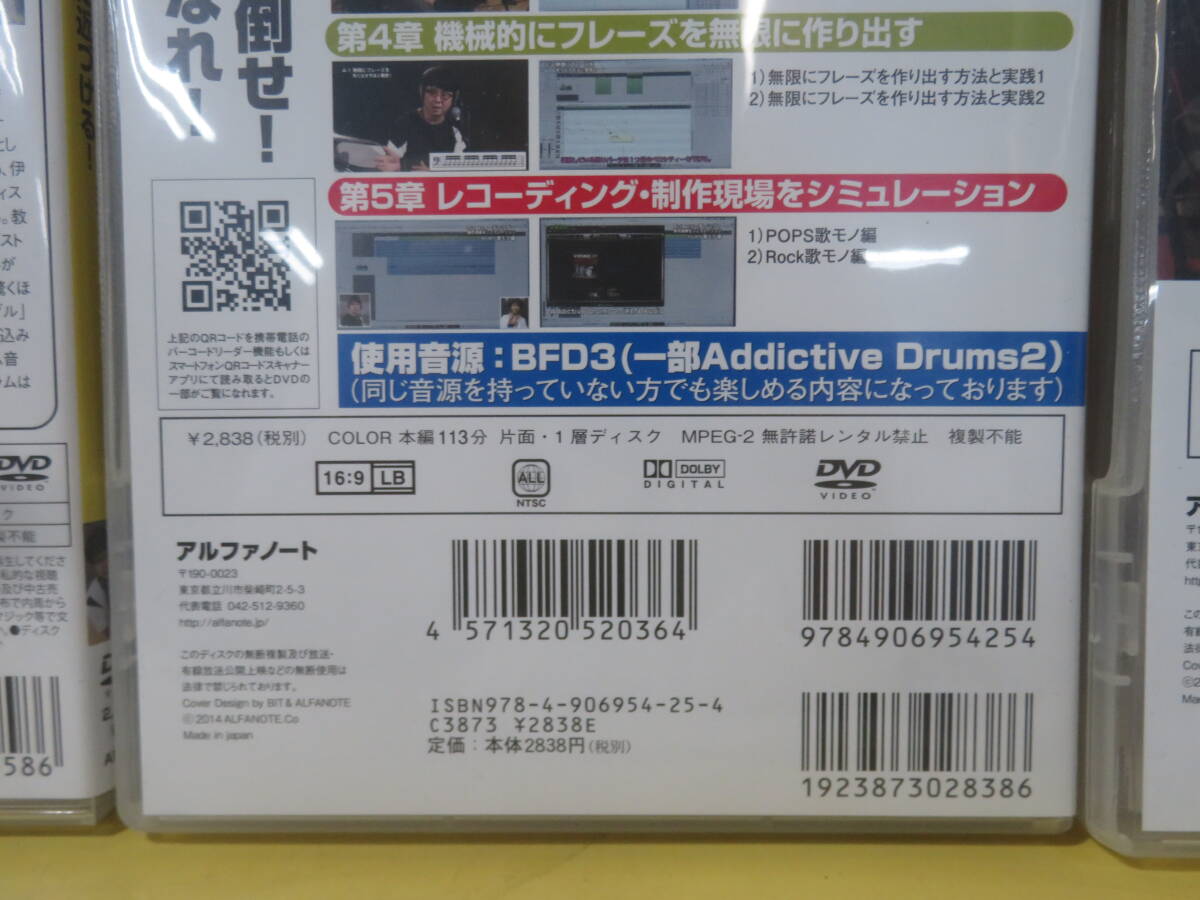 倒せ!
なれ!
第4章 機械的にフレーズを無限に作り出す
1)無限にフレーズを作り出す方法と実践1
2)無限にフレーズを作り出す方法と実践2
第5章 レコーディング・制作現場をシミュレーション
1)POPS歌モノ編
2)Rock歌モノ編
上記のQRコードを携帯電話の
バーコードリーダー機能もしくは
スマートフォンQRコードスキャナー
アプリにて読み取るとDVDの
一部がご覧になれます。
使用音源:BFD3(一部Addictive Drums2)
(同じ音源を持っていない方でも楽しめる内容になっております)
¥2,838(税別) COLOR 本編113分 片面・1層ディスク MPEG-2 無許諾レンタル禁止 複製不能
16:9 LB
ALL
NTSC
DOLBY
DIGITAL
DVD
VIDEO
アルファノート
〒190-0023
東京都立川市柴崎町2-5-3
代表電話 042-512-9360
http://alfanote.jp/
このディスクの無断複製及び放送・
有線放送公開上映などの無断使用は
法律で禁じられております。
Cover Design by BIT & ALFANOTE
©2014 ALFANOTE.Co
Made in japan
4 571320 520364
9784906954254
ISBN978-4-906954-25-4
C3873 ¥2838E
定価:本体2838円(税別)
1923873028386
DVD
VIDEO
586